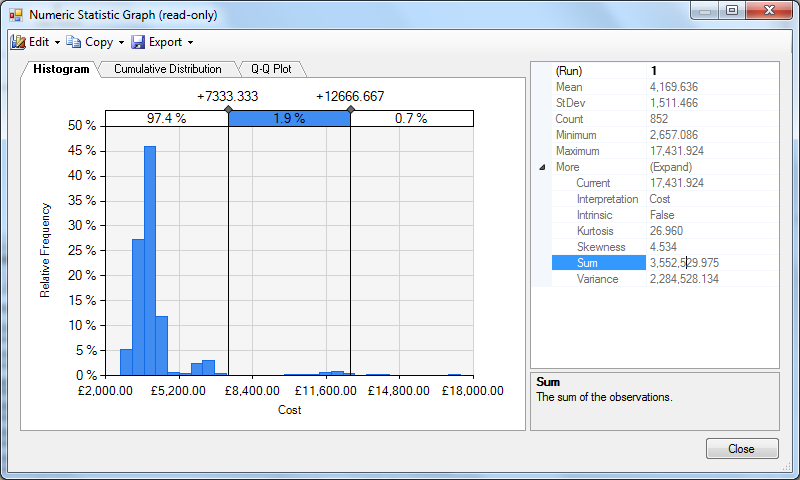 Numeric Statistic Graph (read-only)
Edit Copy Export
Histogram Cumulative Distribution Q-Q Plot
+7333.333 +12666.667
97.4 % 1.9 % 0.7 %
50 %
45 %
40 %
35 %
30 %
25 %
20 %
15 %
10 %
5 %
0 %
Relative Frequency
£2,000.00 £5,200.00 £8,400.00 £11,600.00 £14,800.00 £18,000.00
Cost
(Run) 1
Mean 4,169.636
StDev 1,511.466
Count 852
Minimum 2,657.086
Maximum 17,431.924
More (Expand)
Current 17,431.924
Interpretation Cost
Intrinsic False
Kurtosis 26.960
Skewness 4.534
Sum 3,552,529.975
Variance 2,284,528.134
Sum
The sum of the observations.
Close